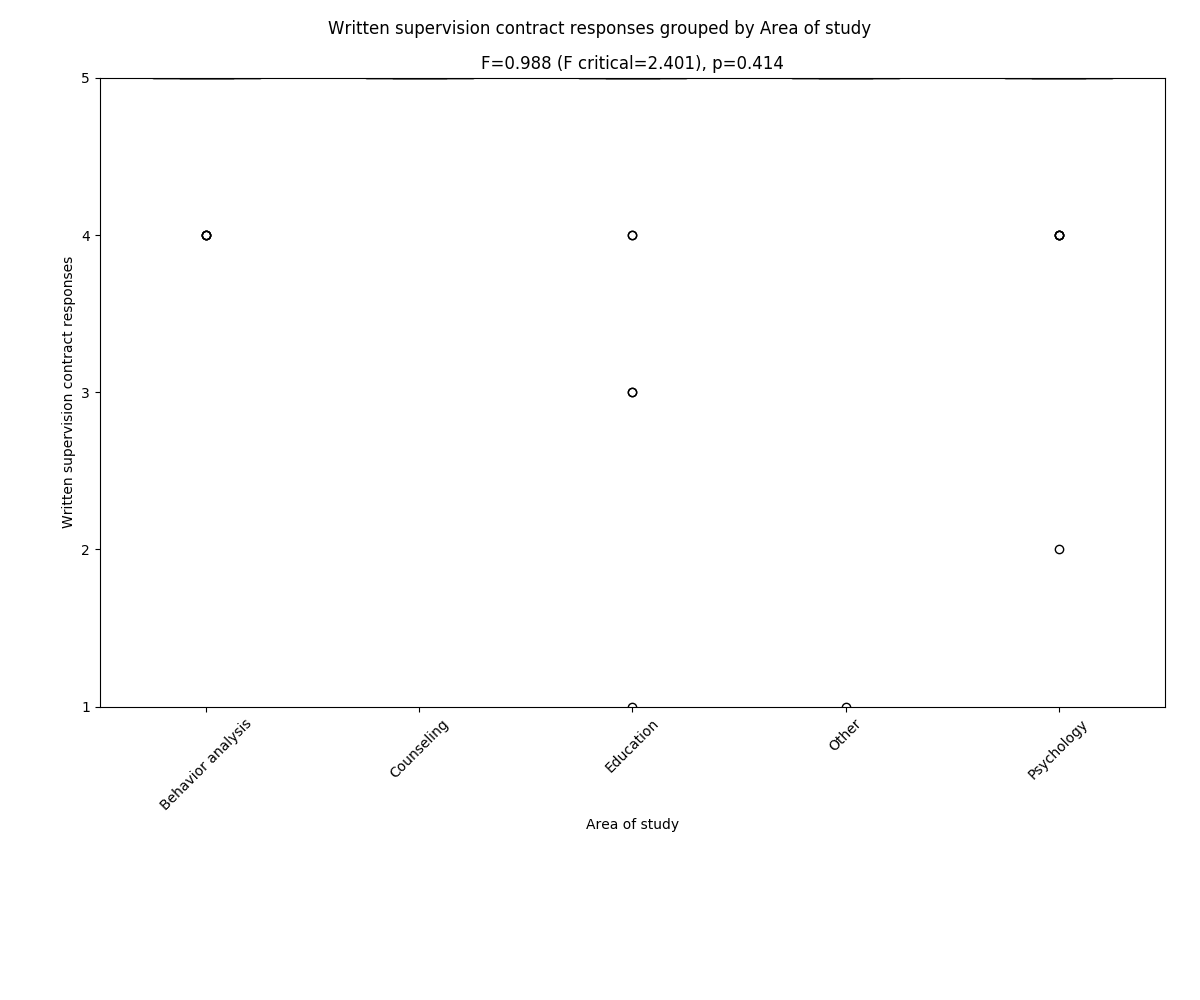 Written supervision contract responses grouped by Area of study
F=0.988 (F critical=2.401), p=0.414
5
4
3
2
1
Written supervision contract responses
Behavior analysis
Counseling
Education
Other
Psychology
Area of study